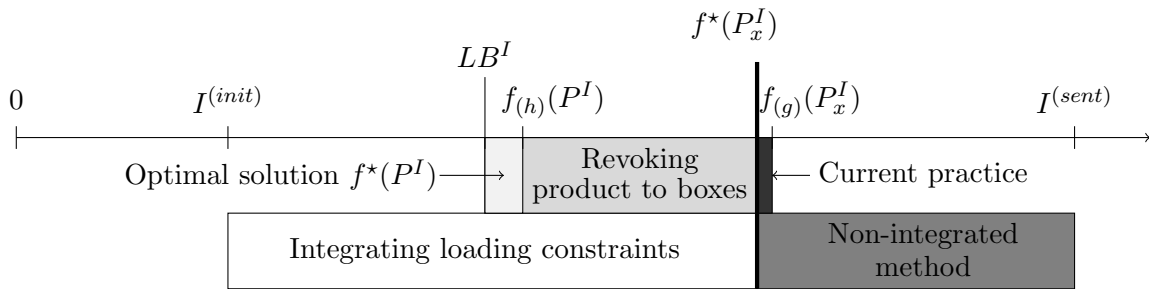 f⋆(P_x^I)
LB^I
0
I^(init)
f_(h)(P^I)
f_(g)(P_x^I)
I^(sent)
Optimal solution f⋆(P^I)
Revoking
product to boxes
Current practice
Integrating loading constraints
Non-integrated
method